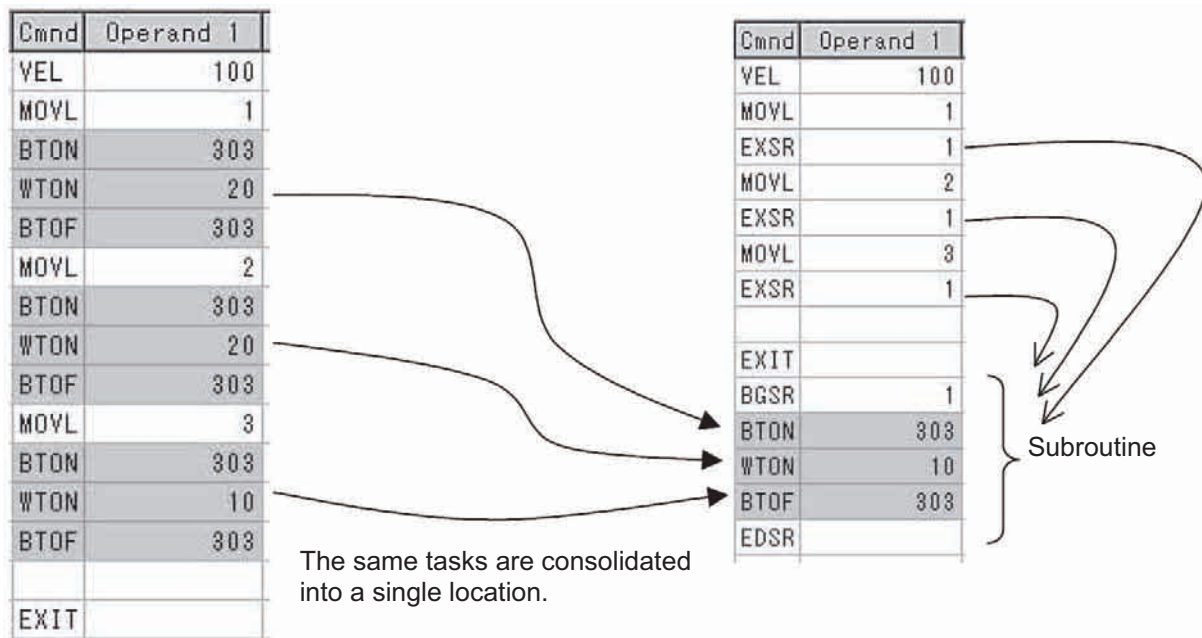 Cmnd Operand 1
VEL 100
MOVL 1
BTON 303
WTON 20
BTOF 303
MOVL 2
BTON 303
WTON 20
BTOF 303
MOVL 3
BTON 303
WTON 10
BTOF 303
EXIT
The same tasks are consolidated
into a single location.
Cmnd Operand 1
VEL 100
MOVL 1
EXSR 1
MOVL 2
EXSR 1
MOVL 3
EXSR 1
EXIT
BGSR 1
BTON 303
WTON 10
BTOF 303
EDSR
Subroutine